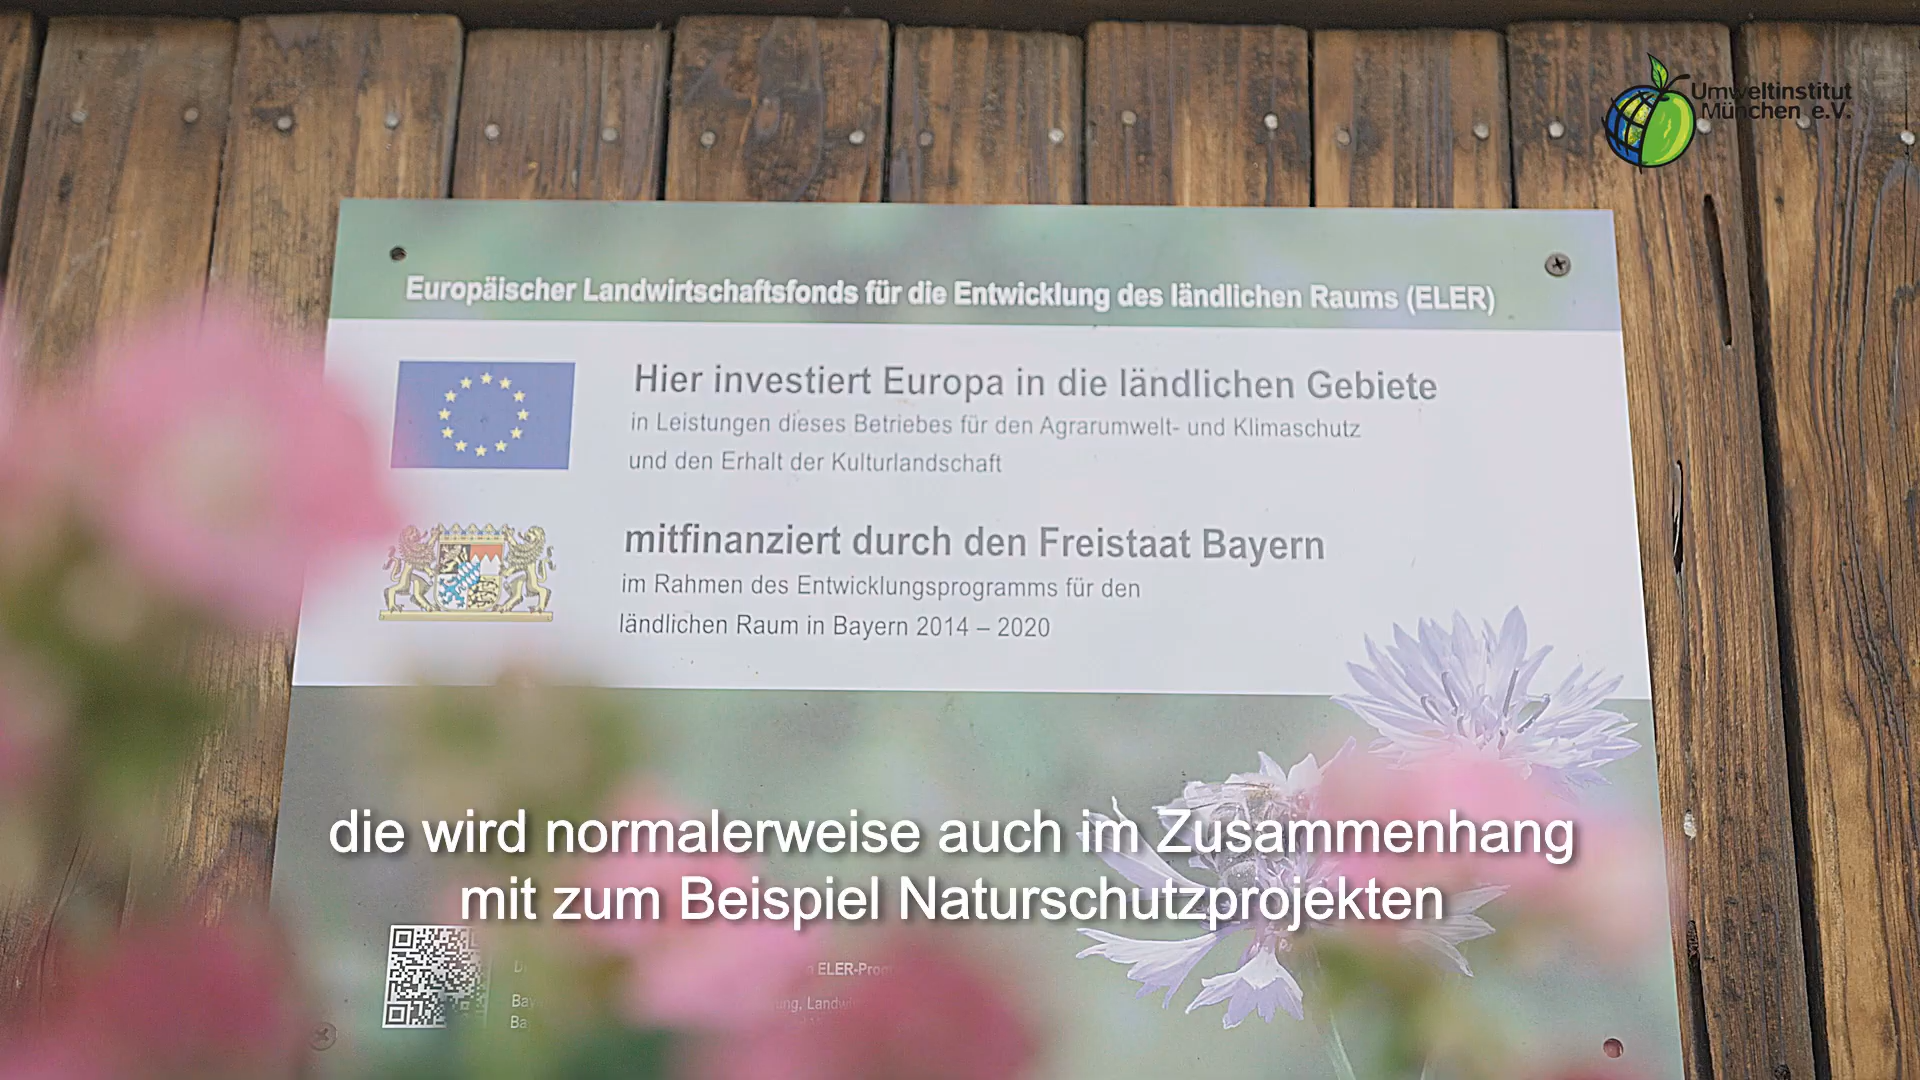 Umweltinstitut
München e.V.
Europäischer Landwirtschaftsfonds für die Entwicklung des ländlichen Raums (ELER)
Hier investiert Europa in die ländlichen Gebiete
in Leistungen dieses Betriebes für den Agrarumwelt- und Klimaschutz
und den Erhalt der Kulturlandschaft
mitfinanziert durch den Freistaat Bayern
im Rahmen des Entwicklungsprogramms für den
ländlichen Raum in Bayern 2014 – 2020
die wird normalerweise auch im Zusammenhang
mit zum Beispiel Naturschutzprojekten